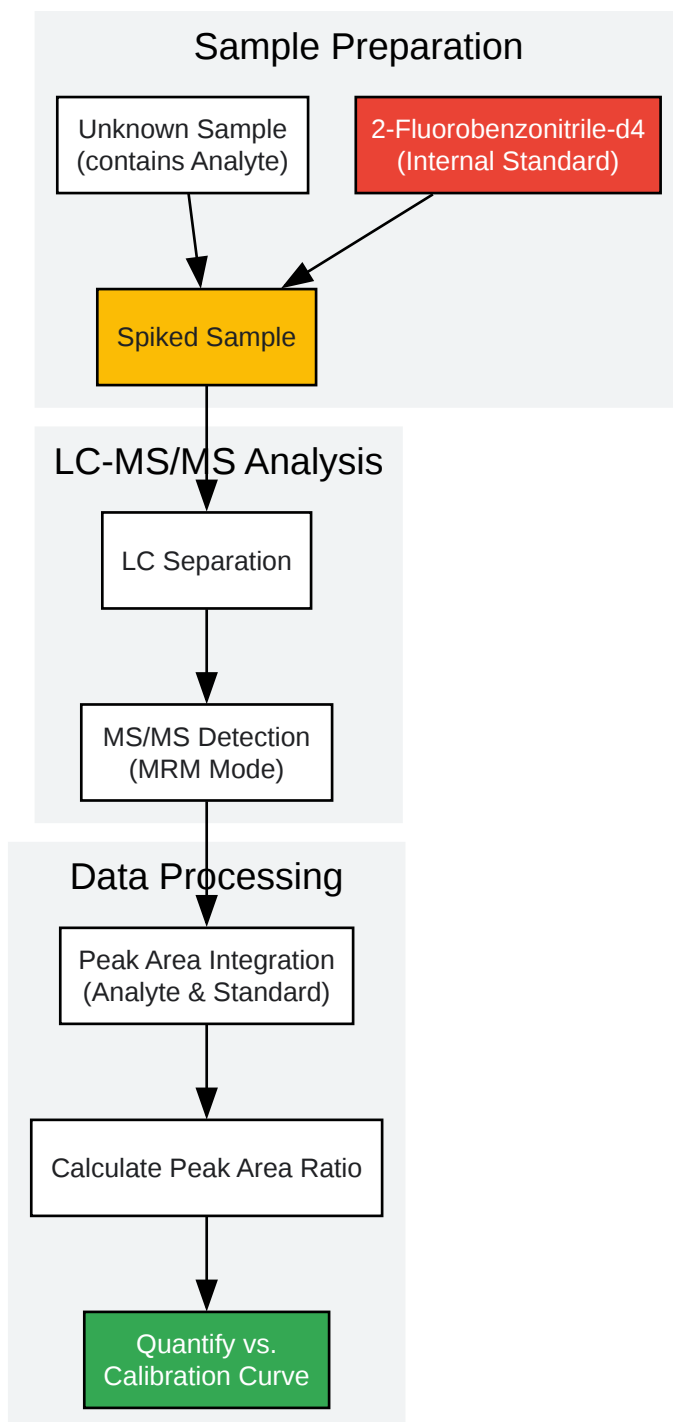 Sample Preparation
Unknown Sample
(contains Analyte)
2-Fluorobenzonitrile-d4
(Internal Standard)
Spiked Sample
LC-MS/MS Analysis
LC Separation
MS/MS Detection
(MRM Mode)
Data Processing
Peak Area Integration
(Analyte & Standard)
Calculate Peak Area Ratio
Quantify vs.
Calibration Curve